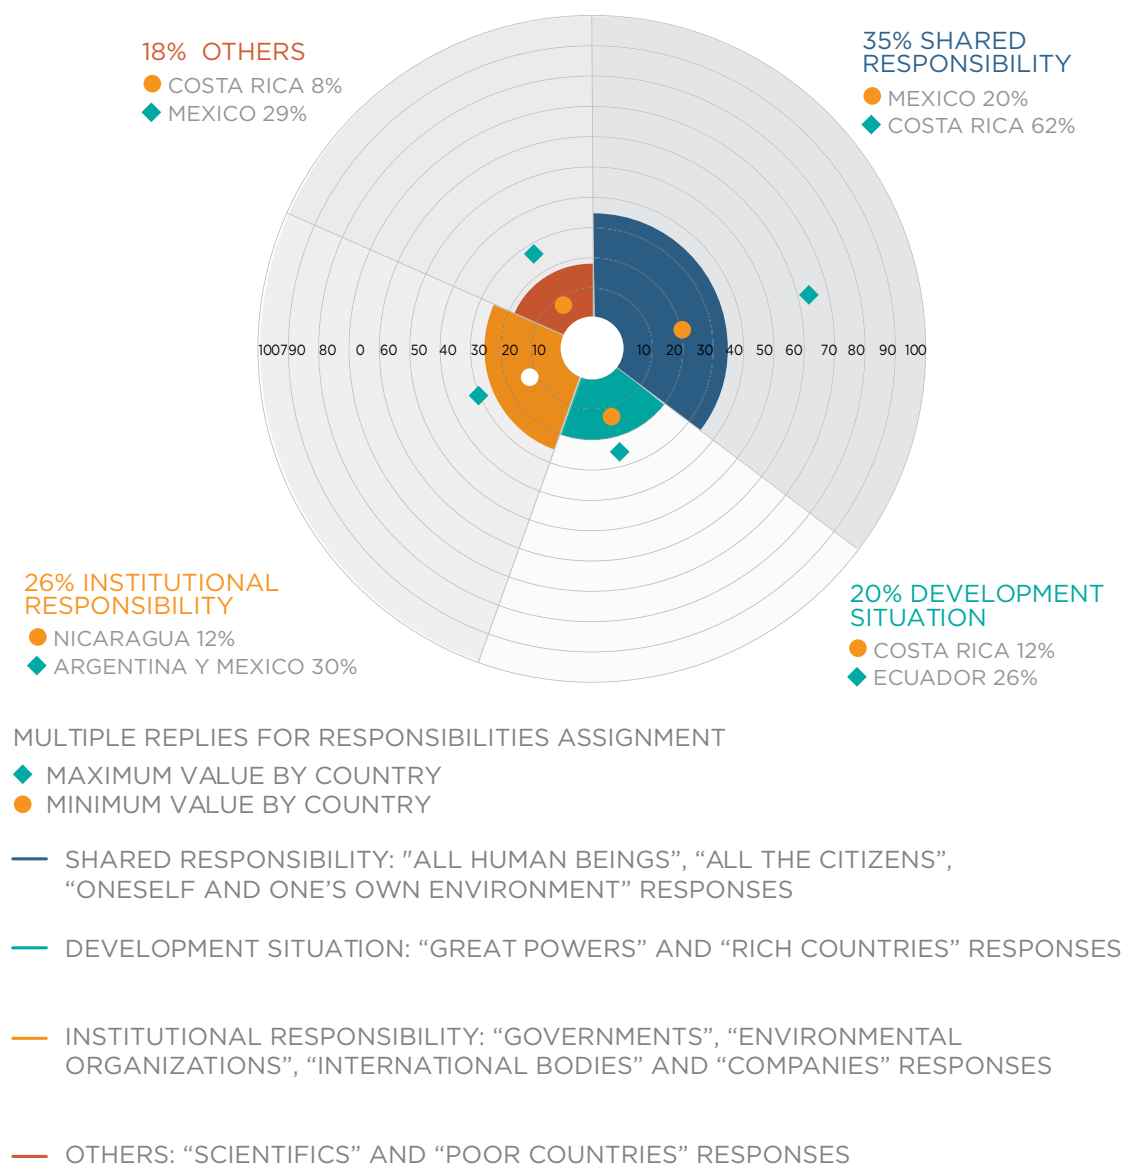 18% OTHERS
COSTA RICA 8%
MEXICO 29%
35% SHARED
RESPONSIBILITY
MEXICO 20%
COSTA RICA 62%
100790 80 0 60 50 40 30 20 10 10 20 30 40 50 60 70 80 90 100
26% INSTITUTIONAL
RESPONSIBILITY
NICARAGUA 12%
ARGENTINA Y MEXICO 30%
20% DEVELOPMENT
SITUATION
COSTA RICA 12%
ECUADOR 26%
MULTIPLE REPLIES FOR RESPONSIBILITIES ASSIGNMENT
MAXIMUM VALUE BY COUNTRY
MINIMUM VALUE BY COUNTRY
SHARED RESPONSIBILITY: "ALL HUMAN BEINGS”, “ALL THE CITIZENS”,
“ONESELF AND ONE’S OWN ENVIRONMENT” RESPONSES
DEVELOPMENT SITUATION: “GREAT POWERS” AND “RICH COUNTRIES” RESPONSES
INSTITUTIONAL RESPONSIBILITY: “GOVERNMENTS”, “ENVIRONMENTAL
ORGANIZATIONS”, “INTERNATIONAL BODIES” AND “COMPANIES” RESPONSES
OTHERS: “SCIENTIFICS” AND “POOR COUNTRIES” RESPONSES